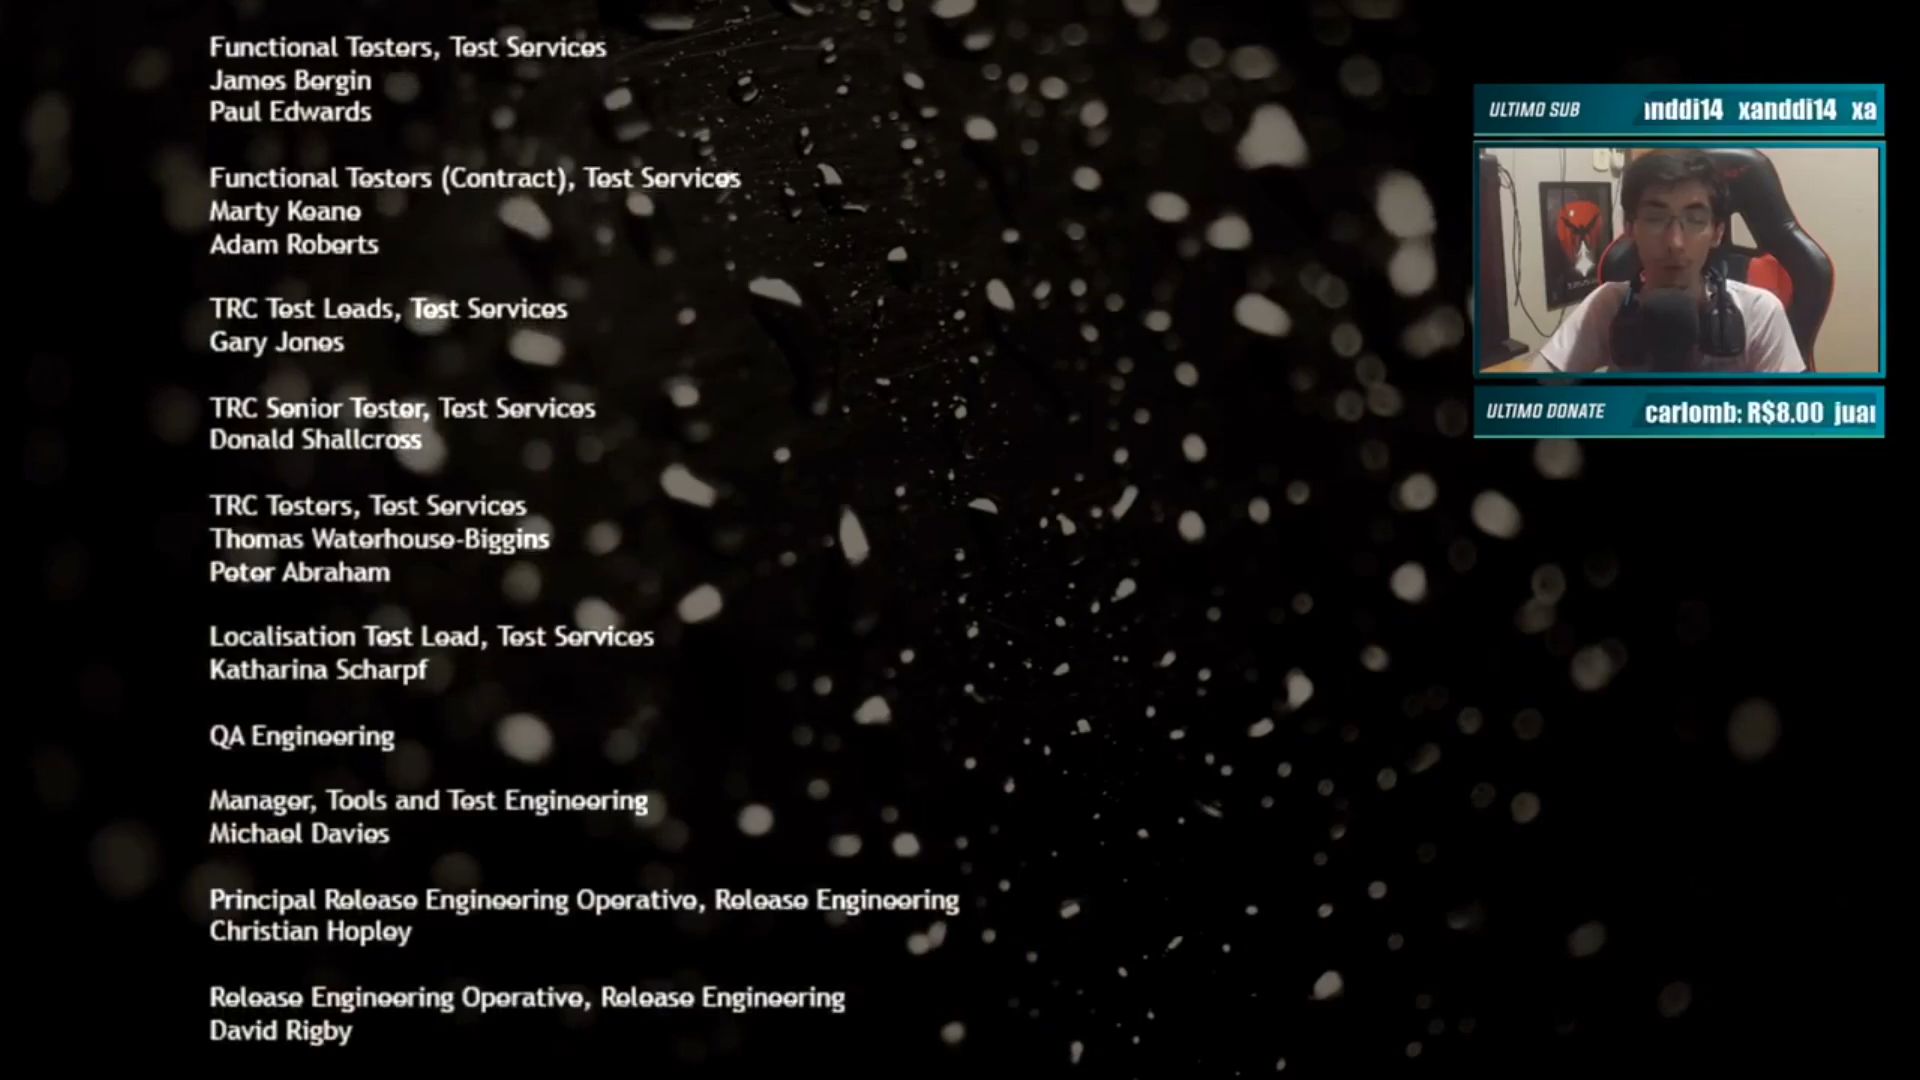 Functional Testers, Test Services
James Bergin
Paul Edwards
Functional Testers (Contract), Test Services
Marty Keane
Adam Roberts
TRC Test Leads, Test Services
Gary Jones
TRC Senior Tester, Test Services
Donald Shallcross
TRC Testers, Test Services
Thomas Waterhouse-Biggins
Peter Abraham
Localisation Test Lead, Test Services
Katharina Scharpf
QA Engineering
Manager, Tools and Test Engineering
Michael Davies
Principal Release Engineering Operative, Release Engineering
Christian Hopley
Release Engineering Operative, Release Engineering
David Rigby
ULTIMO SUB
xanddi14
ULTIMO DONATE
carlomb: R$8.00